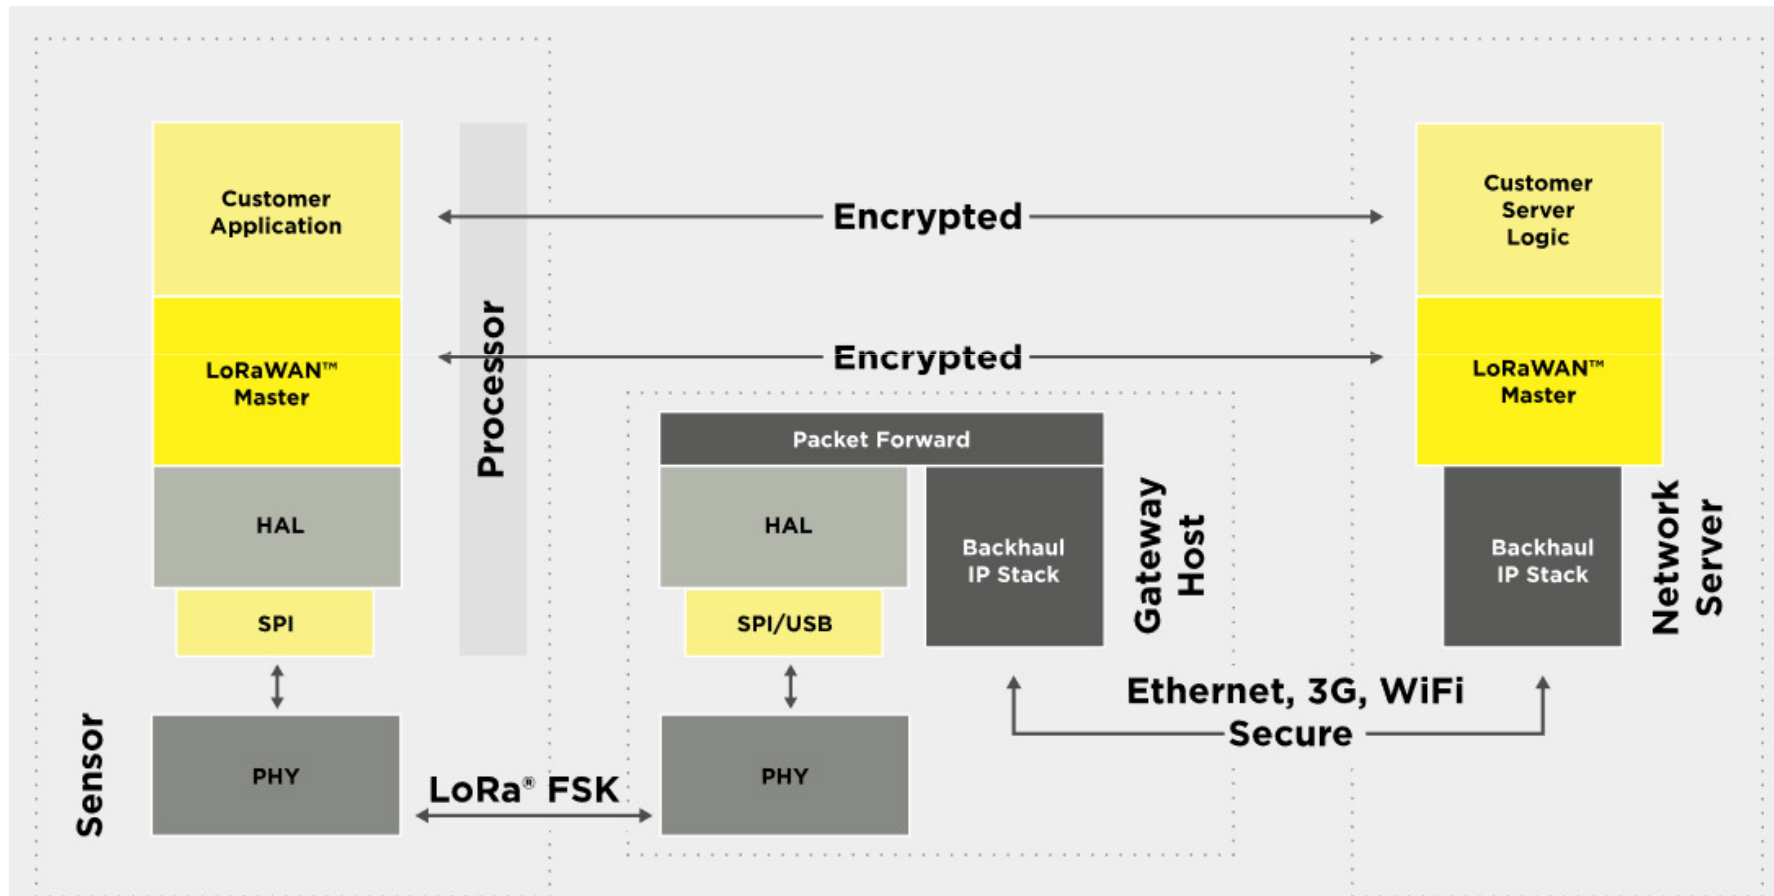 Customer
Application
LoRaWAN™
Master
HAL
SPI
PHY
Sensor
Processor
Encrypted
Encrypted
LoRa® FSK
Packet Forward
HAL
SPI/USB
PHY
Backhaul
IP Stack
Gateway
Host
Ethernet, 3G, WiFi
Secure
Customer
Server
Logic
LoRaWAN™
Master
Backhaul
IP Stack
Network
Server